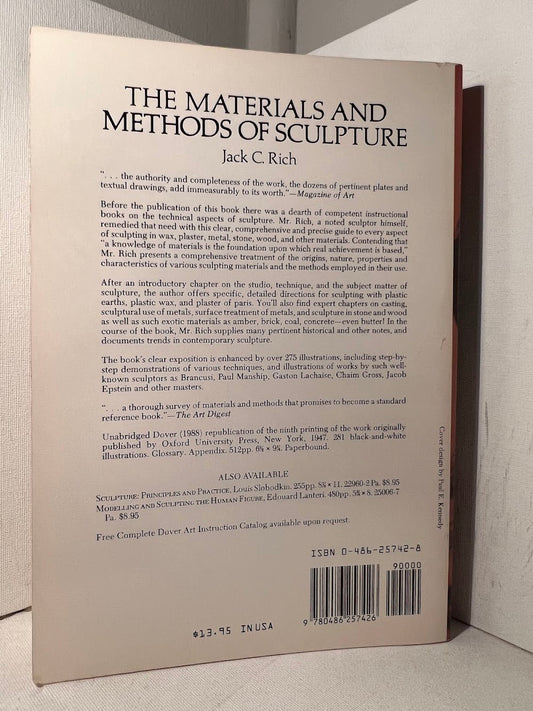 THE MATERIALS AND
METHODS OF SCULPTURE
Jack C. Rich
". . . the authority and completeness of the work, the dozens of pertinent plates and
textual drawings, add immeasurably to its worth."—Magazine of Art
Before the publication of this book there was a dearth of competent instructional
books on the technical aspects of sculpture. Mr. Rich, a noted sculptor himself,
remedied that need with this clear, comprehensive and precise guide to every aspect
of sculpting in wax, plaster, metal, stone, wood, and other materials. Contending that
"a knowledge of materials is the foundation upon which real achievement is based,"
Mr. Rich presents a comprehensive treatment of the origins, nature, properties and
characteristics of various sculpting materials and the methods employed in their use.
After an introductory chapter on the studio, technique, and the subject matter of
sculpture, the author offers specific, detailed directions for sculpting with plastic
earths, plastic wax, and plaster of paris. You'll also find expert chapters on casting,
sculptural use of metals, surface treatment of metals, and sculpture in stone and wood
as well as such exotic materials as amber, brick, coal, concrete—even butter! In the
course of the book, Mr. Rich supplies many pertinent historical and other notes, and
documents trends in contemporary sculpture.
The book's clear exposition is enhanced by over 275 illustrations, including step-by-
step demonstrations of various techniques, and illustrations of works by such well-
known sculptors as Brancusi, Paul Manship, Gaston Lachaise, Chaim Gross, Jacob
Epstein and other masters.
". . . a thorough survey of materials and methods that promises to become a standard
reference book."—The Art Digest
Unabridged Dover (1988) republication of the ninth printing of the work originally
published by Oxford University Press, New York, 1947. 281 black-and-white
illustrations. Glossary. Appendix. 512pp. 6⅛ × 9¼. Paperbound.
ALSO AVAILABLE
SCULPTURE: PRINCIPLES AND PRACTICE, Louis Slobodkin. 255pp. 8⅛ × 11. 22960-2 Pa. $8.95
MODELLING AND SCULPTING THE HUMAN FIGURE, Edouard Lanteri. 480pp. 5⅜ × 8. 25006-7
Pa. $8.95
Free Complete Dover Art Instruction Catalog available upon request.
Cover design by Paul E. Kennedy
ISBN 0-486-25742-8
90000
9 780486 257426
$13.95 IN USA